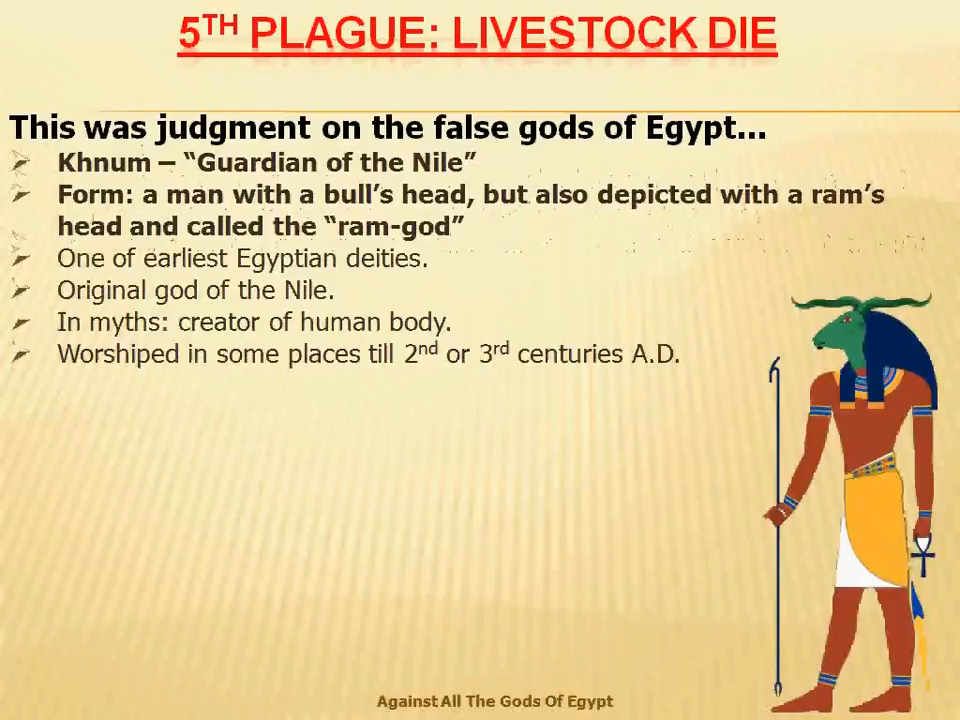 5TH PLAGUE: LIVESTOCK DIE
This was judgment on the false gods of Egypt…
Khnum – “Guardian of the Nile”
Form: a man with a bull’s head, but also depicted with a ram’s
head and called the “ram-god”
One of earliest Egyptian deities.
Original god of the Nile.
In myths: creator of human body.
Worshiped in some places till 2nd or 3rd centuries A.D.
Against All The Gods Of Egypt